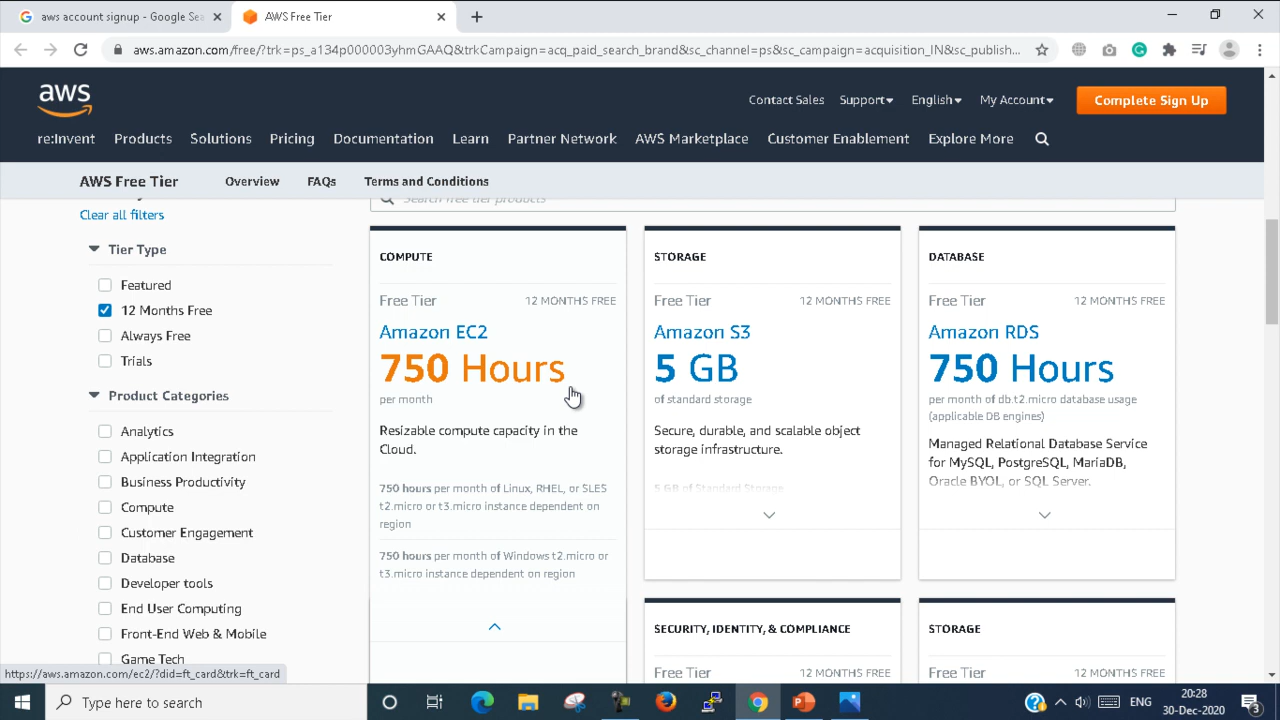 aws account signup - Google Sea
AWS Free Tier
aws.amazon.com/free/?trk=ps_a134p000003yhmGAAQ&trkCampaign=acq_paid_search_brand&sc_channel=ps&sc_campaign=acquisition_IN&sc_publish...
aws
Contact Sales Support English My Account Complete Sign Up
re:Invent Products Solutions Pricing Documentation Learn Partner Network AWS Marketplace Customer Enablement Explore More
AWS Free Tier Overview FAQs Terms and Conditions
Search free tier products
Clear all filters
Tier Type
Featured
12 Months Free
Always Free
Trials
Product Categories
Analytics
Application Integration
Business Productivity
Compute
Customer Engagement
Database
Developer tools
End User Computing
Front-End Web & Mobile
Game Tech
COMPUTE
Free Tier 12 MONTHS FREE
Amazon EC2
750 Hours
per month
Resizable compute capacity in the
Cloud.
750 hours per month of Linux, RHEL, or SLES
t2.micro or t3.micro instance dependent on
region
750 hours per month of Windows t2.micro or
t3.micro instance dependent on region
STORAGE
Free Tier 12 MONTHS FREE
Amazon S3
5 GB
of standard storage
Secure, durable, and scalable object
storage infrastructure.
5 GB of Standard Storage
DATABASE
Free Tier 12 MONTHS FREE
Amazon RDS
750 Hours
per month of db.t2.micro database usage
(applicable DB engines)
Managed Relational Database Service
for MySQL, PostgreSQL, MariaDB,
Oracle BYOL, or SQL Server.
SECURITY, IDENTITY, & COMPLIANCE
Free Tier 12 MONTHS FREE
STORAGE
Free Tier 12 MONTHS FREE
https://aws.amazon.com/ec2/?did=ft_card&trk=ft_card
Type here to search
ENG
20:28
30-Dec-2020
3